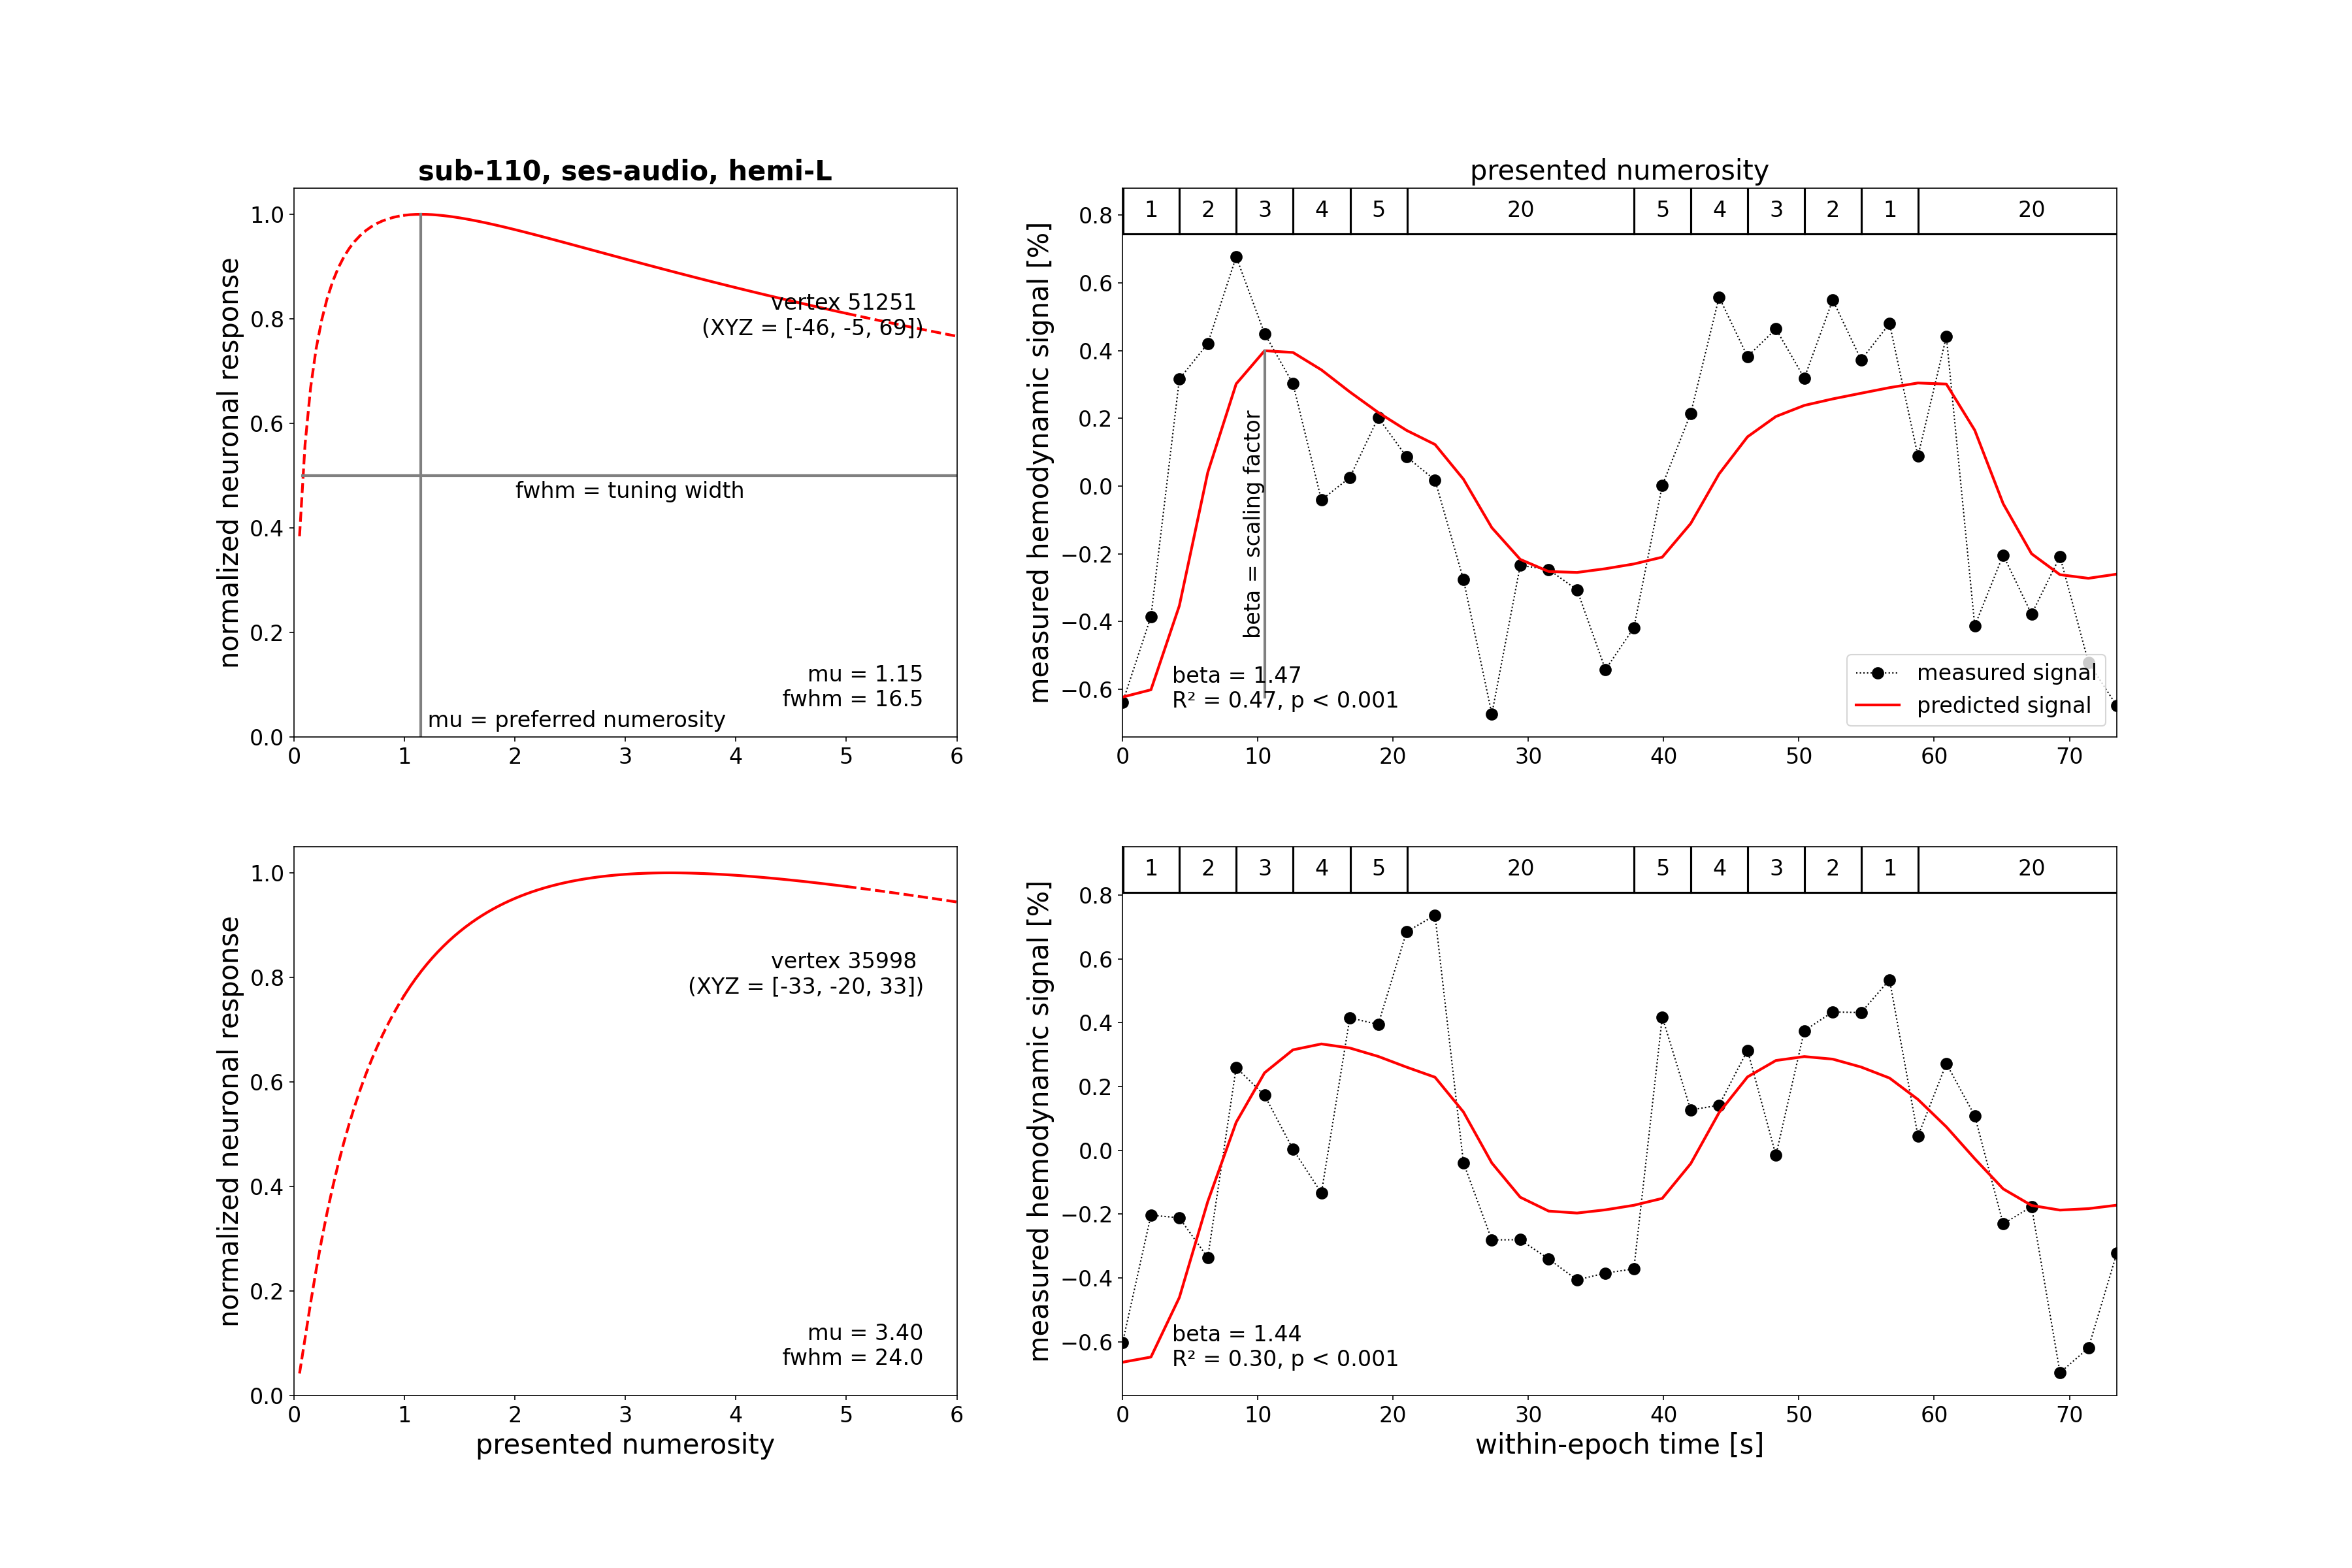 sub-110, ses-audio, hemi-L
normalized neuronal response
1.0
0.8
0.6
0.4
0.2
0.0
vertex 51251
(XYZ = [-46, -5, 69])
fwhm = tuning width
mu = 1.15
fwhm = 16.5
mu = preferred numerosity
0 1 2 3 4 5 6
presented numerosity
measured hemodynamic signal [%]
1 2 3 4 5 20 5 4 3 2 1 20
0.8
0.6
0.4
0.2
0.0
−0.2
−0.4
−0.6
beta = scaling factor
beta = 1.47
R² = 0.47, p < 0.001
measured signal
predicted signal
0 10 20 30 40 50 60 70
normalized neuronal response
1.0
0.8
0.6
0.4
0.2
0.0
vertex 35998
(XYZ = [-33, -20, 33])
mu = 3.40
fwhm = 24.0
0 1 2 3 4 5 6
presented numerosity
measured hemodynamic signal [%]
1 2 3 4 5 20 5 4 3 2 1 20
0.8
0.6
0.4
0.2
0.0
−0.2
−0.4
−0.6
beta = 1.44
R² = 0.30, p < 0.001
0 10 20 30 40 50 60 70
within-epoch time [s]